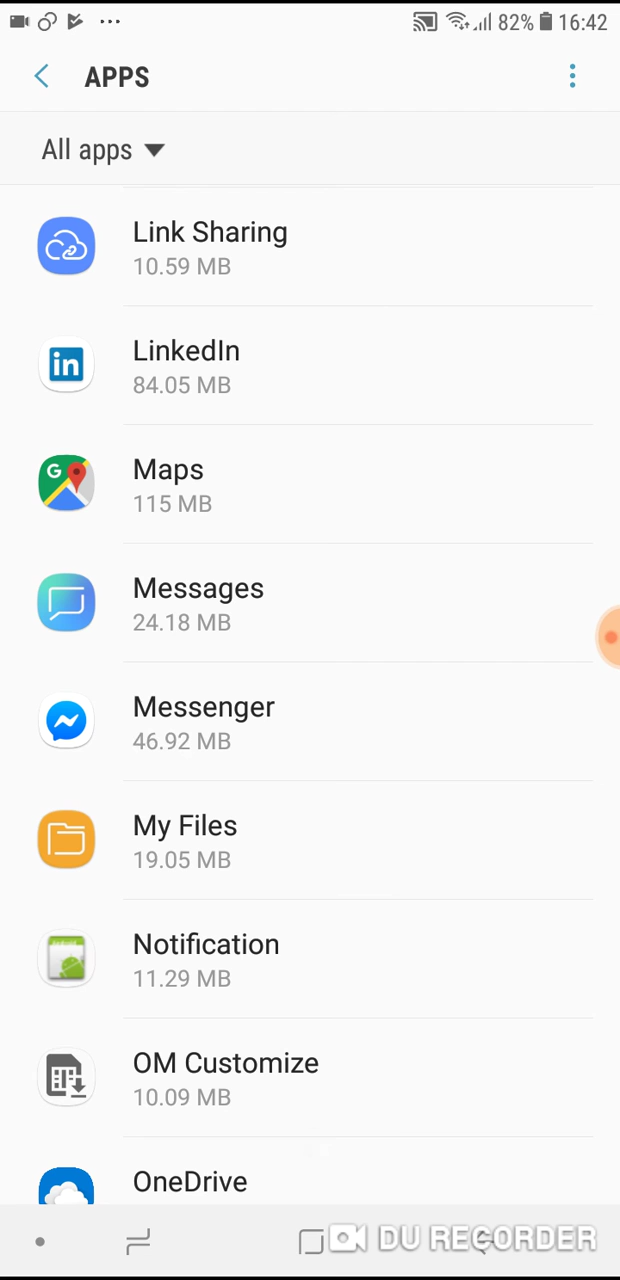 82% 16:42
APPS
All apps
Link Sharing
10.59 MB
in
LinkedIn
84.05 MB
G
Maps
115 MB
Messages
24.18 MB
Messenger
46.92 MB
My Files
19.05 MB
Notification
11.29 MB
OM Customize
10.09 MB
OneDrive
DU RECORDER